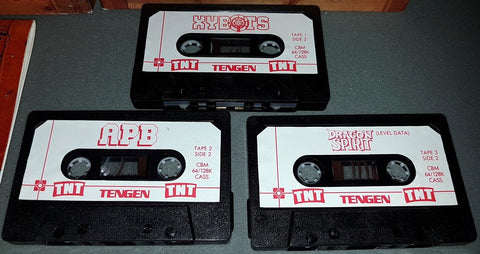 XYBOTS
TAPE 1
SIDE 2
CBM
64/128K
CASS
TNT TENGEN TNT
APB
TAPE 2
SIDE 2
CBM
64/128K
CASS
TNT TENGEN TNT
DRAGON SPIRIT (LEVEL DATA)
TAPE 3
SIDE 2
CBM
64/128K
CASS
TNT TENGEN TNT